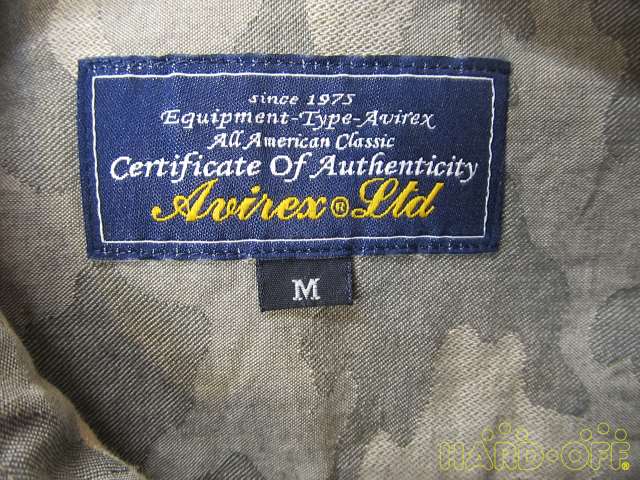 since 1975
Equipment-Type-Avirex
All American Classic
Certificate Of Authenticity
Avirex®Ltd
M
HARD·OFF®